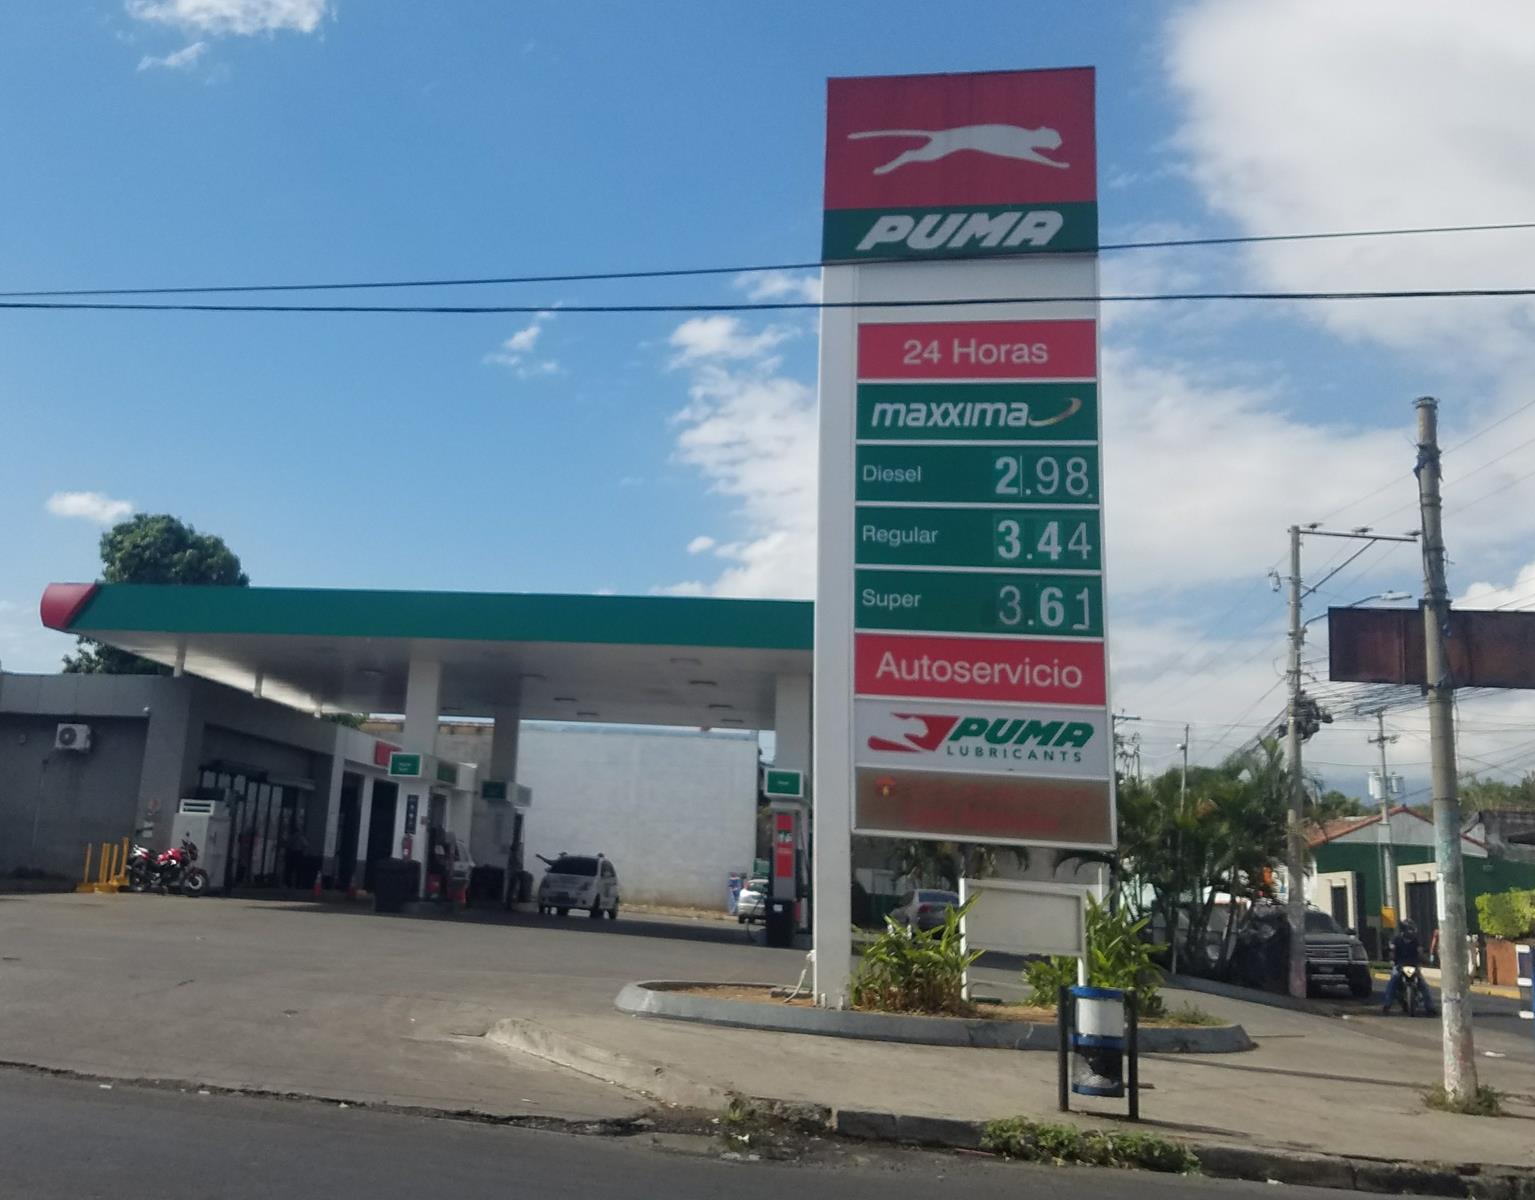 PUMA
24 Horas
maxxima
Diesel 2.98
Regular 3.44
Super 3.61
Autoservicio
PUMA
LUBRICANTS